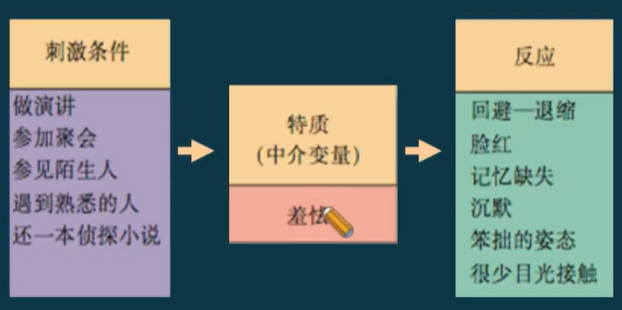 刺激条件
做演讲
参加聚会
参见陌生人
遇到熟悉的人
还一本侦探小说
特质
(中介变量)
羞怯
反应
回避—退缩
脸红
记忆缺失
沉默
笨拙的姿态
很少目光接触